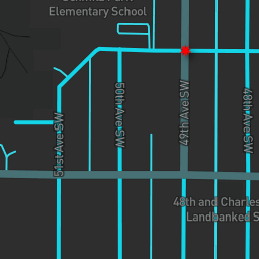 Elementary School
51st Ave SW
50th Ave SW
49th Ave SW
48th Ave SW
48th and Charles
Landbanked S